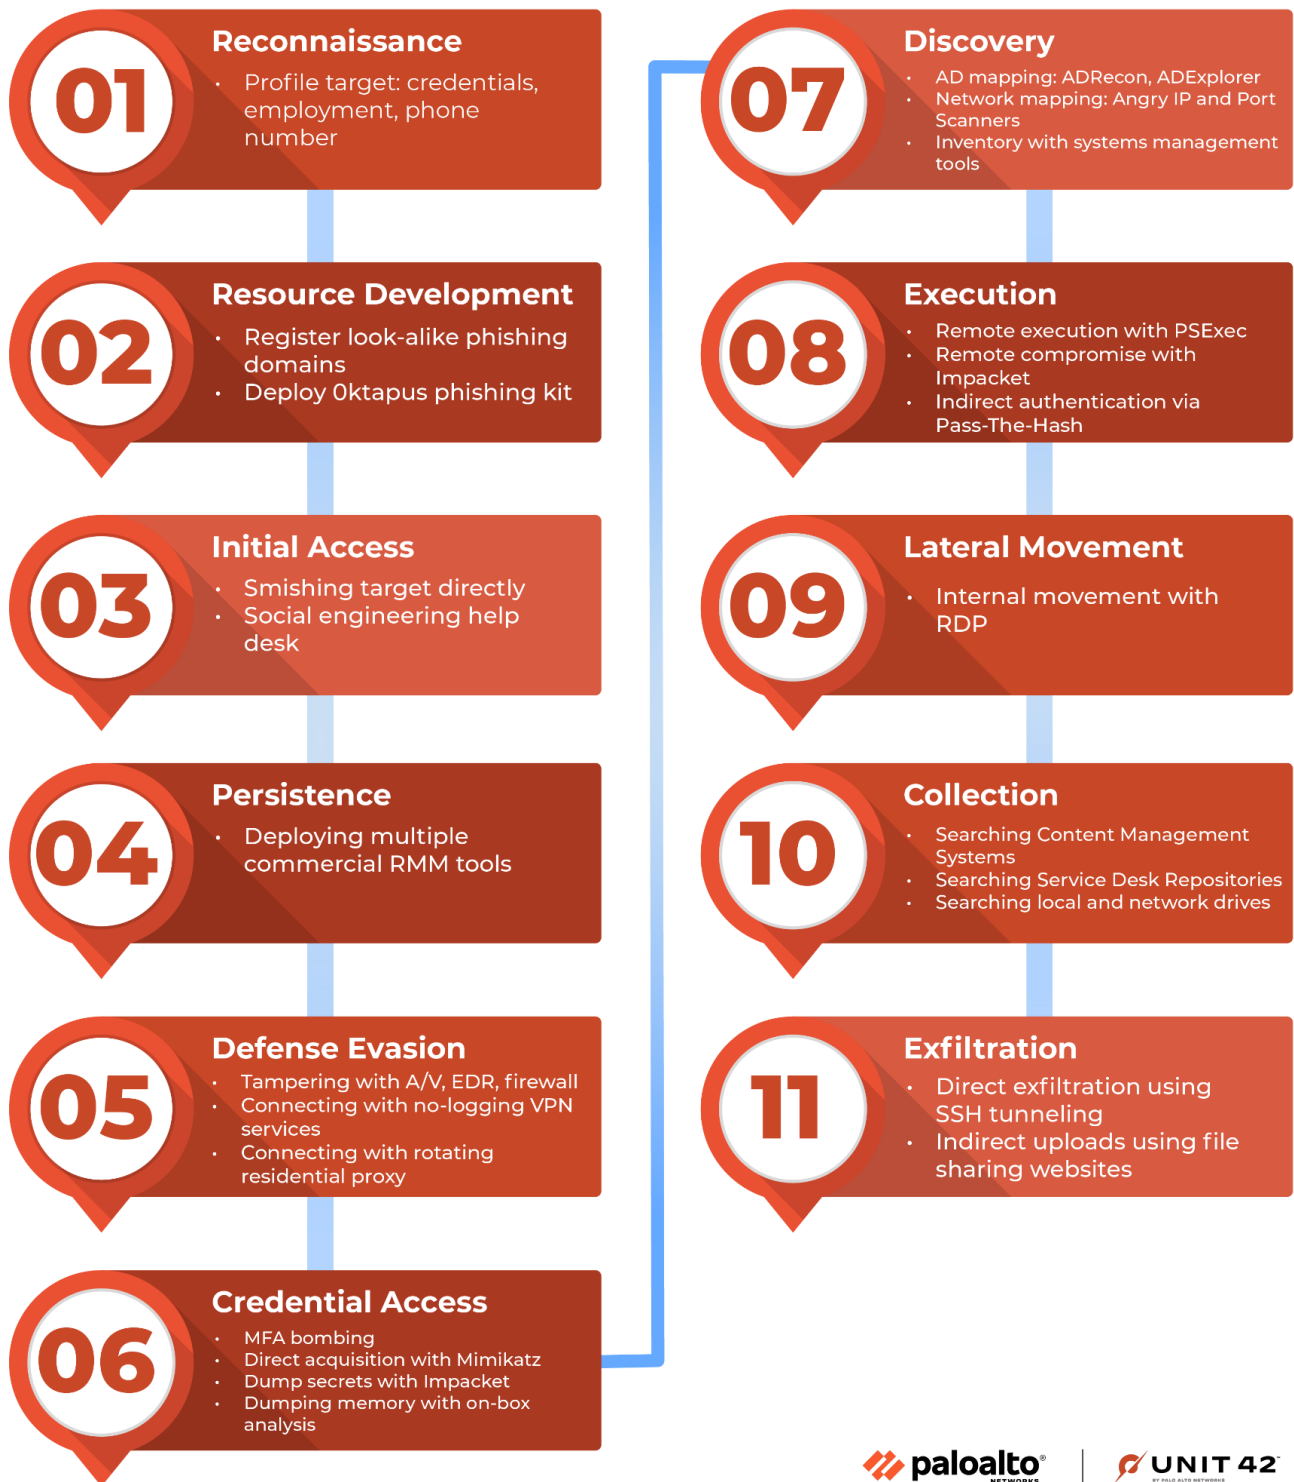 01
Reconnaissance
• Profile target: credentials,
employment, phone
number
02
Resource Development
• Register look-alike phishing
domains
• Deploy 0ktapus phishing kit
03
Initial Access
• Smishing target directly
• Social engineering help
desk
04
Persistence
• Deploying multiple
commercial RMM tools
05
Defense Evasion
• Tampering with A/V, EDR, firewall
• Connecting with no-logging VPN
services
• Connecting with rotating
residential proxy
06
Credential Access
• MFA bombing
• Direct acquisition with Mimikatz
• Dump secrets with Impacket
• Dumping memory with on-box
analysis
07
Discovery
• AD mapping: ADRecon, ADExplorer
• Network mapping: Angry IP and Port
Scanners
• Inventory with systems management
tools
08
Execution
• Remote execution with PSExec
• Remote compromise with
Impacket
• Indirect authentication via
Pass-The-Hash
09
Lateral Movement
• Internal movement with
RDP
10
Collection
• Searching Content Management
Systems
• Searching Service Desk Repositories
• Searching local and network drives
11
Exfiltration
• Direct exfiltration using
SSH tunneling
• Indirect uploads using file
sharing websites
paloalto®
NETWORKS
UNIT 42
BY PALO ALTO NETWORKS